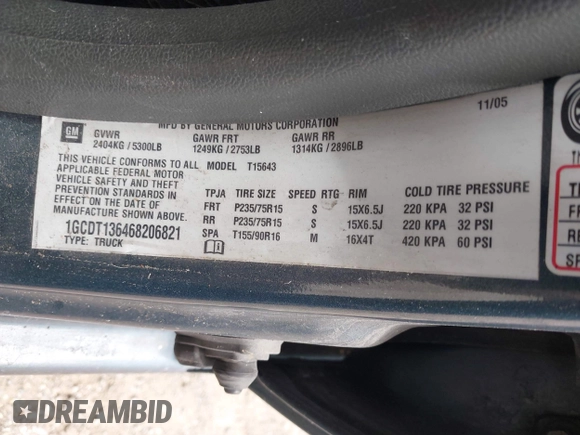 MFD BY GENERAL MOTORS CORPORATION 11/05
GM GVWR GAWR FRT GAWR RR
2404KG / 5300LB 1249KG / 2753LB 1314KG / 2896LB
THIS VEHICLE CONFORMS TO ALL MODEL T15643
APPLICABLE FEDERAL MOTOR
VEHICLE SAFETY AND THEFT
PREVENTION STANDARDS IN
EFFECT ON THE DATE OF
MANUFACTURE SHOWN ABOVE.
TPJA TIRE SIZE SPEED RTG RIM COLD TIRE PRESSURE
FRT P235/75R15 S 15X6.5J 220 KPA 32 PSI
RR P235/75R15 S 15X6.5J 220 KPA 32 PSI
SPA T155/90R16 M 16X4T 420 KPA 60 PSI
1GCDT136468206821
TYPE: TRUCK
DREAMBID